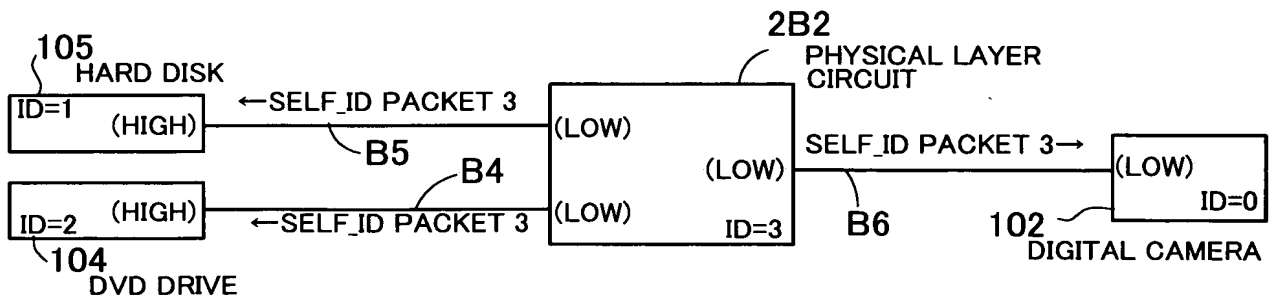 2B2
105
HARD DISK
PHYSICAL LAYER
CIRCUIT
ID=1
(HIGH)
←SELF_ID PACKET 3
(LOW)
B5
SELF_ID PACKET 3→
(LOW)
(LOW)
B4
ID=2
(HIGH)
←SELF_ID PACKET 3
(LOW)
ID=3
B6
ID=0
102
DIGITAL CAMERA
104
DVD DRIVE